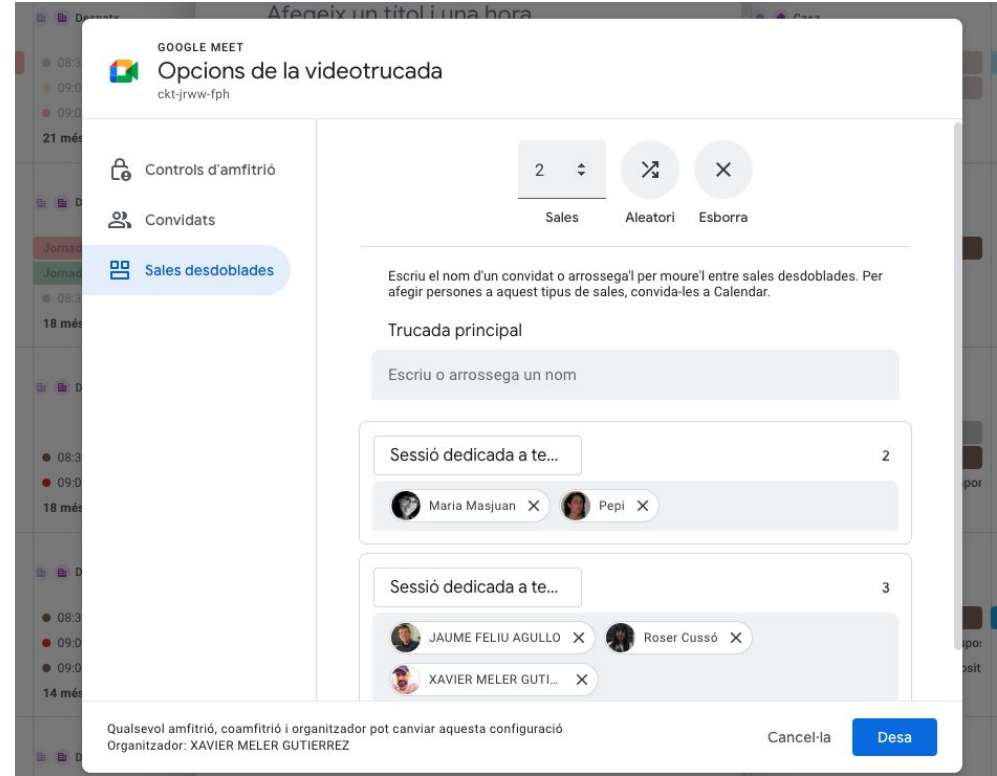 Afegeix un títol i una hora
Casa
GOOGLE MEET
Opcions de la videotrucada
ckt-jrww-fph
21 més
Controls d'amfitrió
Convidats
Sales desdoblades
2
Sales
Aleatori
Esborra
Escriu el nom d'un convidat o arrossega'l per moure'l entre sales desdoblades. Per
afegir persones a aquest tipus de sales, convida-les a Calendar.
Trucada principal
Escriu o arrossega un nom
Sessió dedicada a te...
2
Maria Masjuan
Pepi
Sessió dedicada a te...
3
JAUME FELIU AGULLO
Roser Cussó
XAVIER MELER GUTI...
18 més
18 més
14 més
Qualsevol amfitrió, coamfitrió i organitzador pot canviar aquesta configuració
Organitzador: XAVIER MELER GUTIERREZ
Cancel·la
Desa